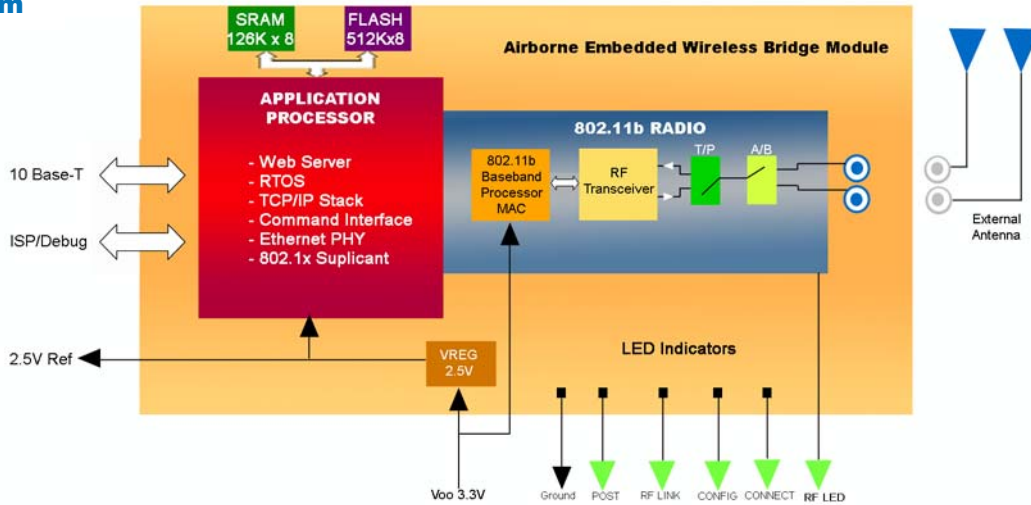 m
SRAM
126K x 8
FLASH
512Kx8
Airborne Embedded Wireless Bridge Module
APPLICATION
PROCESSOR
- Web Server
- RTOS
- TCP/IP Stack
- Command Interface
- Ethernet PHY
- 802.1x Suplicant
10 Base-T
ISP/Debug
802.11b RADIO
802.11b
Baseband
Processor
MAC
RF
Transceiver
T/P
A/B
External
Antenna
2.5V Ref
VREG
2.5V
LED Indicators
Voo 3.3V
Ground
POST
RF LINK
CONFIG
CONNECT
RF LED